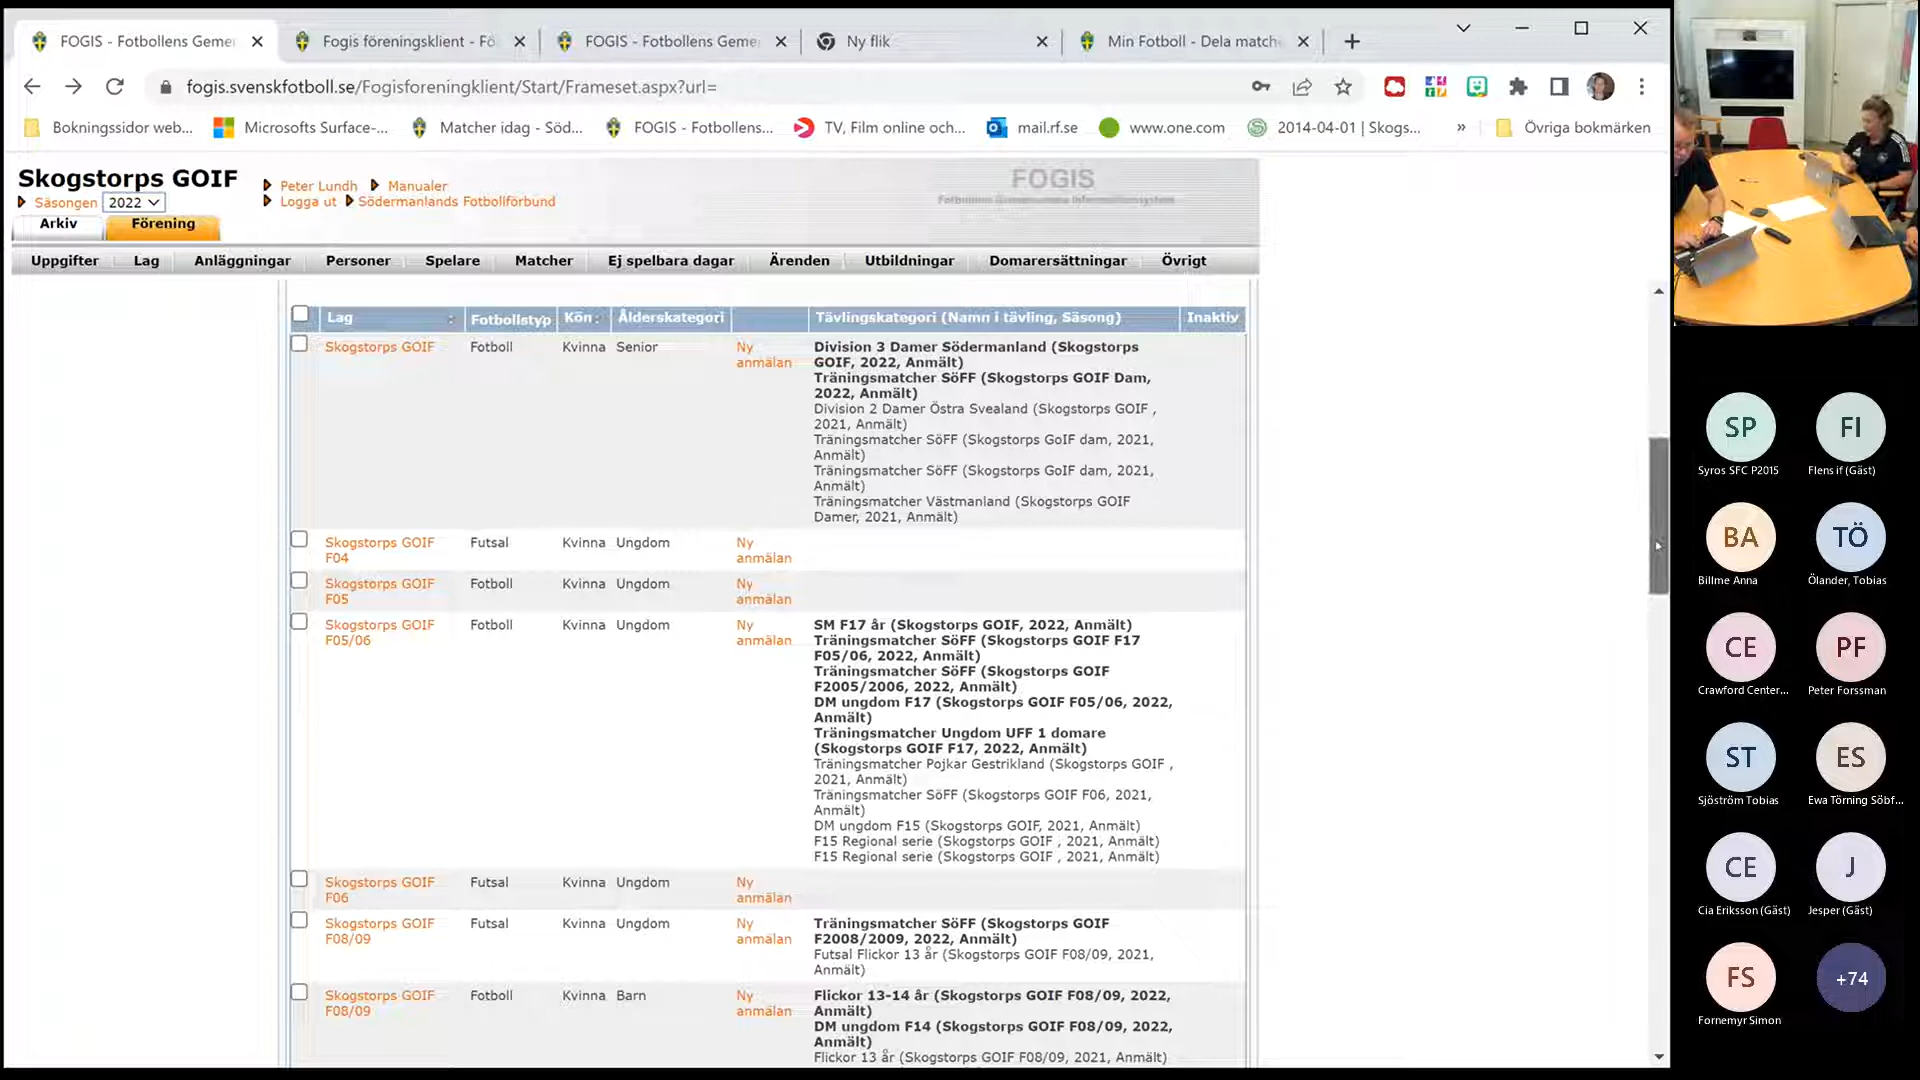 FOGIS - Fotbollens Geme
Fogis föreningsklient - Fö
FOGIS - Fotbollens Geme
Ny flik
Min Fotboll - Dela match
fogis.svenskfotboll.se/Fogisforeningklient/Start/Frameset.aspx?url=
Bokningssidor web...
Microsofts Surface-...
Matcher idag - Söd...
FOGIS - Fotbollens...
TV, Film online och...
mail.rf.se
www.one.com
2014-04-01 | Skogs...
»
Övriga bokmärken
Skogstorps GOIF
Peter Lundh
Manualer
FOGIS
Säsongen 2022
Logga ut
Södermanlands Fotbollförbund
Arkiv
Förening
Uppgifter
Lag
Anläggningar
Personer
Spelare
Matcher
Ej spelbara dagar
Ärenden
Utbildningar
Domarersättningar
Övrigt
Lag
Fotbollstyp
Kön
Ålderskategori
Tävlingskategori (Namn i tävling, Säsong)
Inaktiv
Skogstorps GOIF
Fotboll
Kvinna
Senior
Ny
anmälan
Division 3 Damer Södermanland (Skogstorps
GOIF, 2022, Anmält)
Träningsmatcher SöFF (Skogstorps GOIF Dam,
2022, Anmält)
Division 2 Damer Östra Svealand (Skogstorps GOIF ,
2021, Anmält)
Träningsmatcher SöFF (Skogstorps GoIF dam, 2021,
Anmält)
Träningsmatcher SöFF (Skogstorps GoIF dam, 2021,
Anmält)
Träningsmatcher Västmanland (Skogstorps GOIF
Damer, 2021, Anmält)
Skogstorps GOIF
F04
Futsal
Kvinna
Ungdom
Ny
anmälan
Skogstorps GOIF
F05
Fotboll
Kvinna
Ungdom
Ny
anmälan
Skogstorps GOIF
F05/06
Fotboll
Kvinna
Ungdom
Ny
anmälan
SM F17 år (Skogstorps GOIF, 2022, Anmält)
Träningsmatcher SöFF (Skogstorps GOIF F17
F05/06, 2022, Anmält)
Träningsmatcher SöFF (Skogstorps GOIF
F2005/2006, 2022, Anmält)
DM ungdom F17 (Skogstorps GOIF F05/06, 2022,
Anmält)
Träningsmatcher Ungdom UFF 1 domare
(Skogstorps GOIF F17, 2022, Anmält)
Träningsmatcher Pojkar Gestrikland (Skogstorps GOIF ,
2021, Anmält)
Träningsmatcher SöFF (Skogstorps GOIF F06, 2021,
Anmält)
DM ungdom F15 (Skogstorps GOIF, 2021, Anmält)
F15 Regional serie (Skogstorps GOIF , 2021, Anmält)
F15 Regional serie (Skogstorps GOIF , 2021, Anmält)
Skogstorps GOIF
F06
Futsal
Kvinna
Ungdom
Ny
anmälan
Skogstorps GOIF
F08/09
Futsal
Kvinna
Ungdom
Ny
anmälan
Träningsmatcher SöFF (Skogstorps GOIF
F2008/2009, 2022, Anmält)
Futsal Flickor 13 år (Skogstorps GOIF F08/09, 2021,
Anmält)
Skogstorps GOIF
F08/09
Fotboll
Kvinna
Barn
Ny
anmälan
Flickor 13-14 år (Skogstorps GOIF F08/09, 2022,
Anmält)
DM ungdom F14 (Skogstorps GOIF F08/09, 2022,
Anmält)
Flickor 13 år (Skogstorps GOIF F08/09, 2021, Anmält)
SP
Syros SFC P2015
FI
Flens if (Gäst)
BA
Billme Anna
TÖ
Ölander, Tobias
CE
Crawford Center...
PF
Peter Forssman
ST
Sjöström Tobias
ES
Ewa Törning Söbf...
CE
Cia Eriksson (Gäst)
J
Jesper (Gäst)
FS
Fornemyr Simon
+74